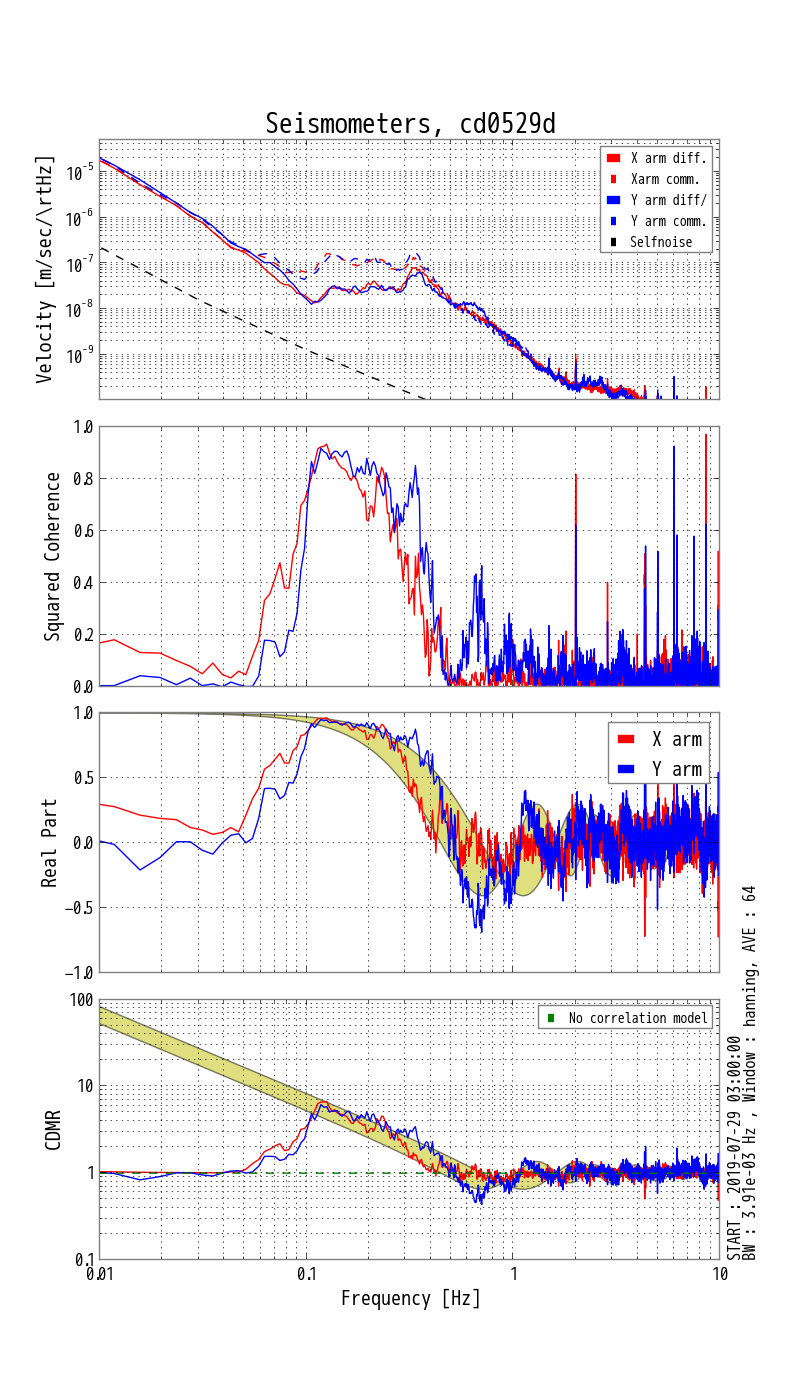 Seismometers, cd0529d
Velocity [m/sec/\rtHz]
10^-5
10^-6
10^-7
10^-8
10^-9
X arm diff.
Xarm comm.
Y arm diff/
Y arm comm.
Selfnoise
Squared Coherence
1.0
0.8
0.6
0.4
0.2
0.0
Real Part
1.0
0.5
0.0
−0.5
−1.0
X arm
Y arm
CDMR
100
10
1
0.1
No correlation model
0.01
0.1
1
10
Frequency [Hz]
START : 2019-07-29 03:00:00
BW : 3.91e-03 Hz , Window : hanning, AVE : 64